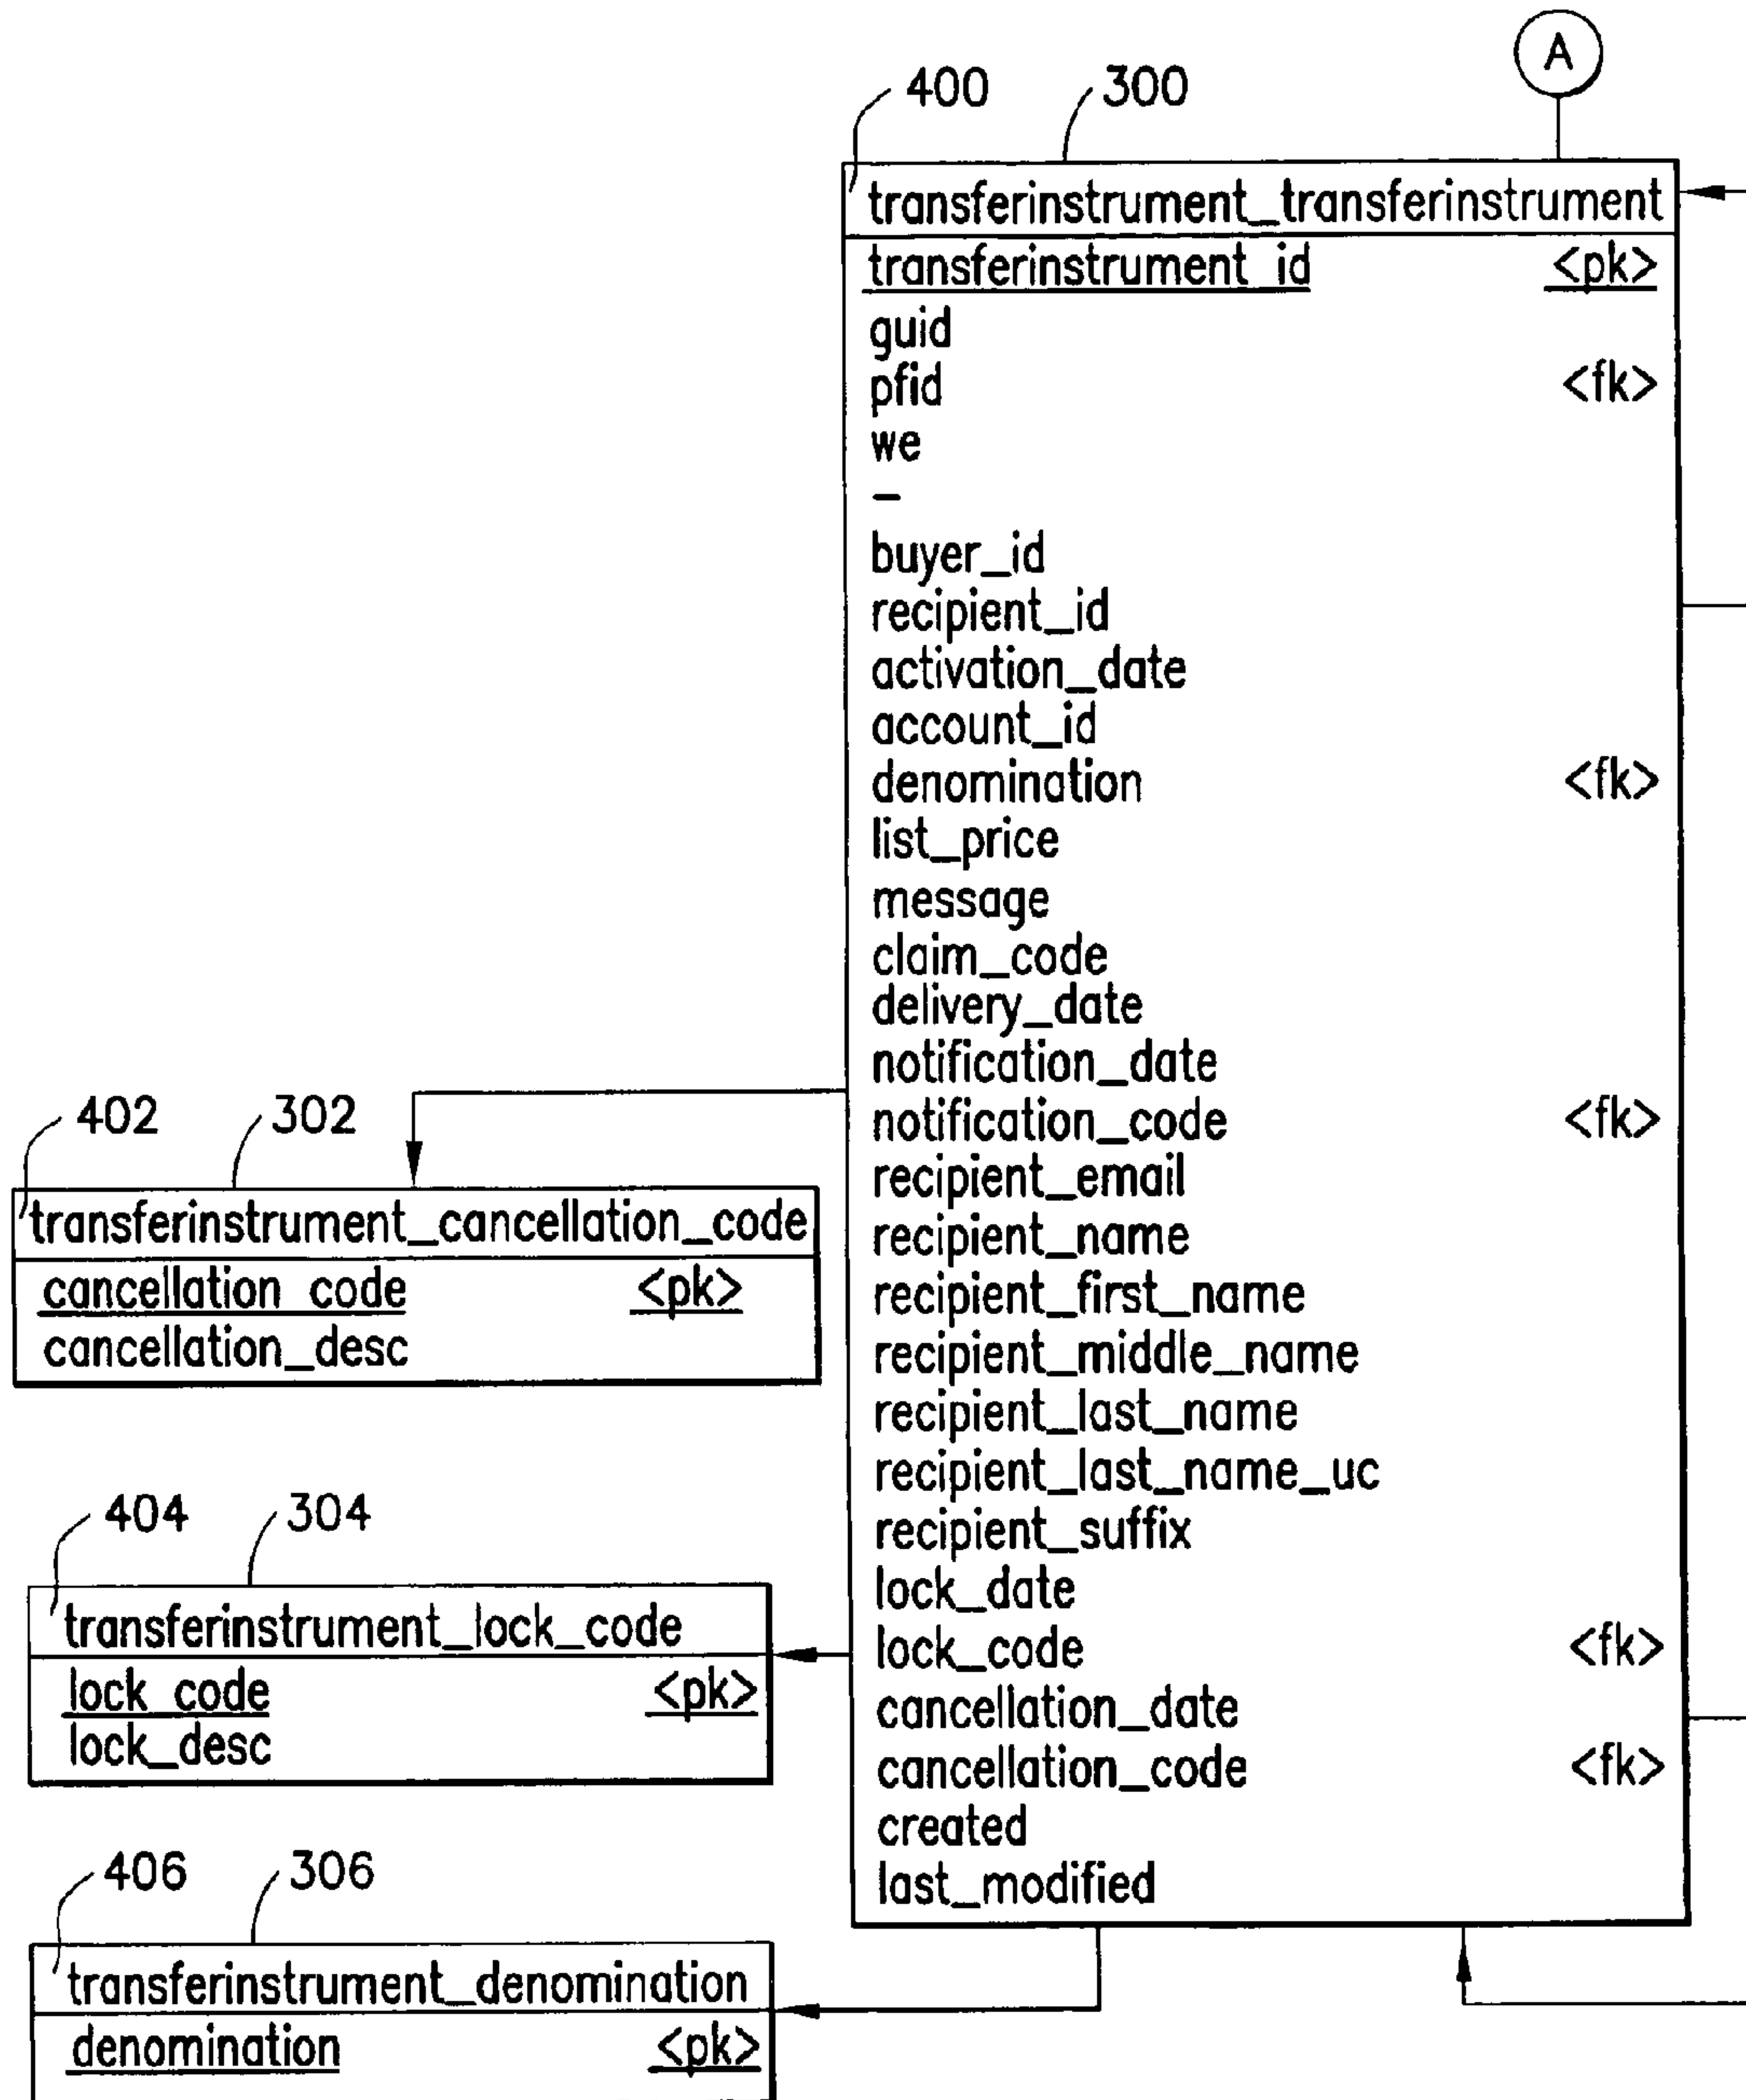 A
400
300
transferinstrument_transferinstrument
transferinstrument_id <pk>
guid
pfid <fk>
we
–
buyer_id
recipient_id
activation_date
account_id
denomination <fk>
list_price
message
claim_code
delivery_date
notification_date
notification_code <fk>
recipient_email
recipient_name
recipient_first_name
recipient_middle_name
recipient_last_name
recipient_last_name_uc
recipient_suffix
lock_date
lock_code <fk>
cancellation_date
cancellation_code <fk>
created
last_modified
402
302
transferinstrument_cancellation_code
cancellation_code <pk>
cancellation_desc
404
304
transferinstrument_lock_code
lock_code <pk>
lock_desc
406
306
transferinstrument_denomination
denomination <pk>